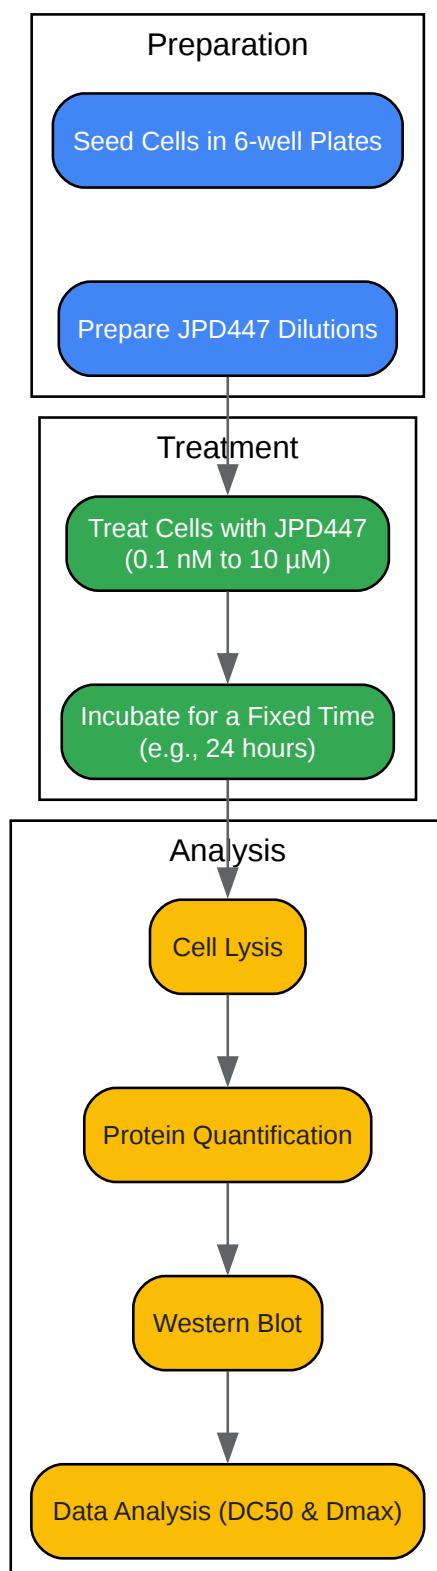 Preparation
Seed Cells in 6-well Plates
Prepare JPD447 Dilutions
Treatment
Treat Cells with JPD447
(0.1 nM to 10 µM)
Incubate for a Fixed Time
(e.g., 24 hours)
Analysis
Cell Lysis
Protein Quantification
Western Blot
Data Analysis (DC50 & Dmax)